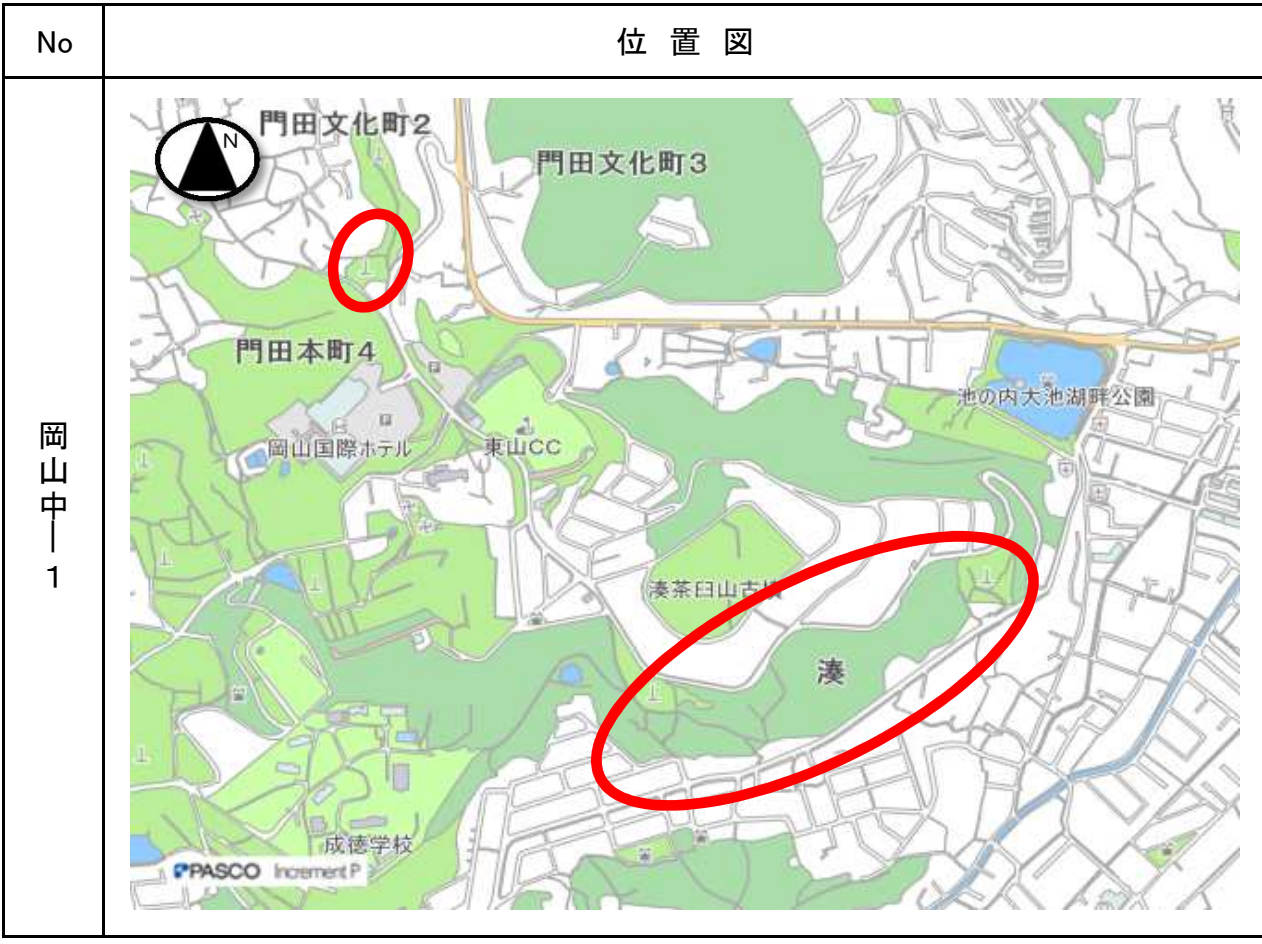 No
位 置 図
岡山中―1
N
門田文化町2
門田文化町3
門田本町4
池の内大池湖畔公園
岡山国際ホテル
東山CC
湊茶臼山古墳
湊
成徳学校
PASCO Increment P